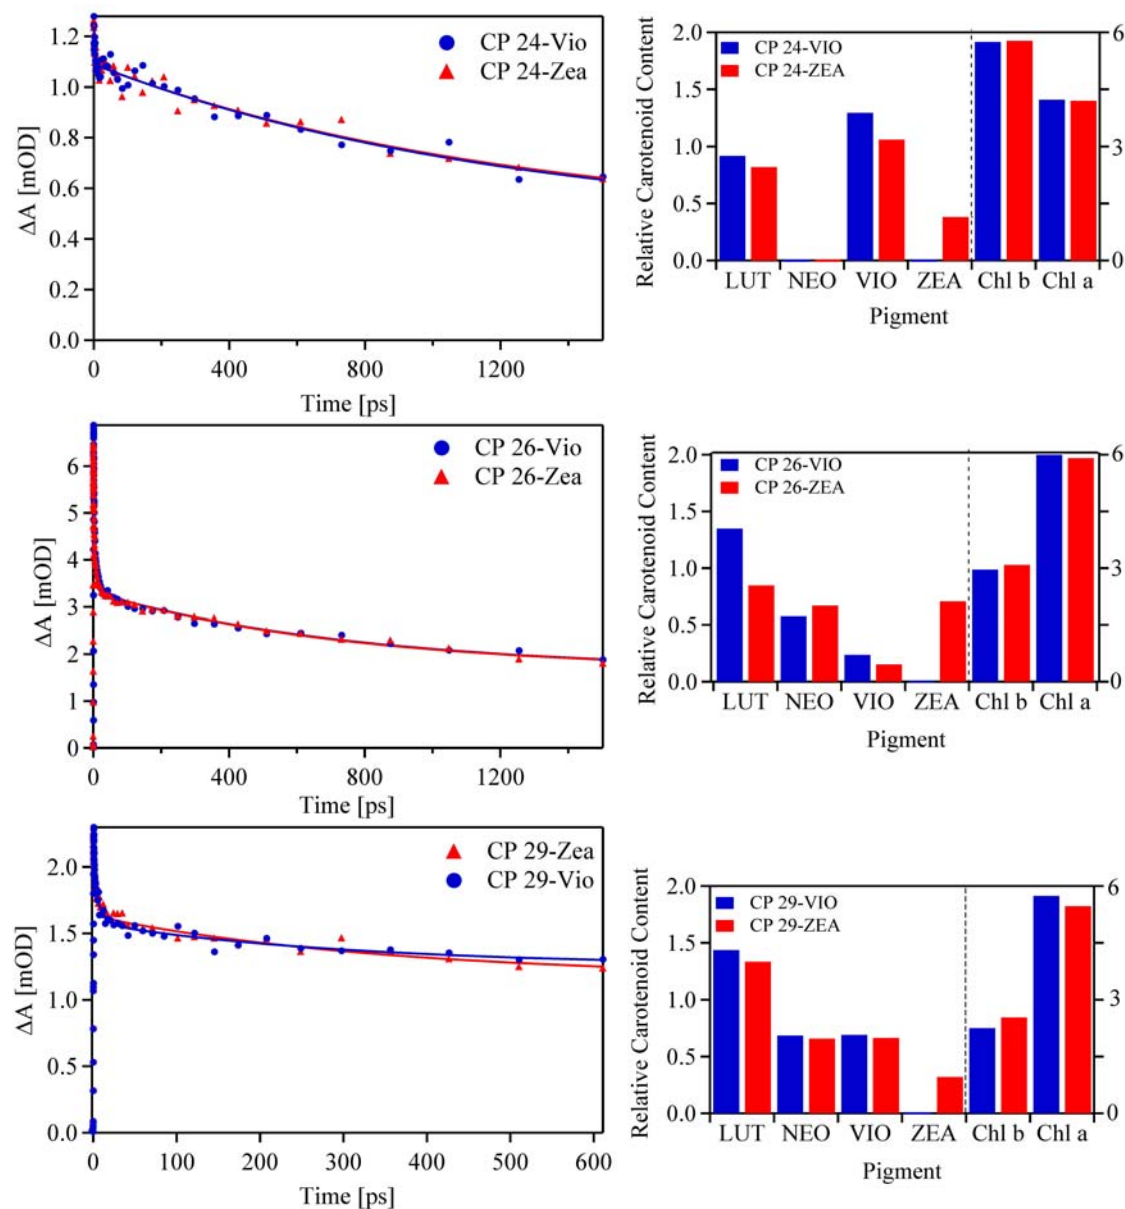 CP 24-Vio
CP 24-Zea
1.2
1.0
0.8
0.6
0.4
0.2
0.0
ΔA [mOD]
0 400 800 1200
Time [ps]
CP 24-VIO
CP 24-ZEA
2.0
1.5
1.0
0.5
0.0
Relative Carotenoid Content
6
3
0
LUT NEO VIO ZEA Chl b Chl a
Pigment
CP 26-Vio
CP 26-Zea
6
5
4
3
2
1
0
ΔA [mOD]
0 400 800 1200
Time [ps]
CP 26-VIO
CP 26-ZEA
2.0
1.5
1.0
0.5
0.0
Relative Carotenoid Content
6
3
0
LUT NEO VIO ZEA Chl b Chl a
Pigment
CP 29-Zea
CP 29-Vio
2.0
1.5
1.0
0.5
0.0
ΔA [mOD]
0 100 200 300 400 500 600
Time [ps]
CP 29-VIO
CP 29-ZEA
2.0
1.5
1.0
0.5
0.0
Relative Carotenoid Content
6
3
0
LUT NEO VIO ZEA Chl b Chl a
Pigment